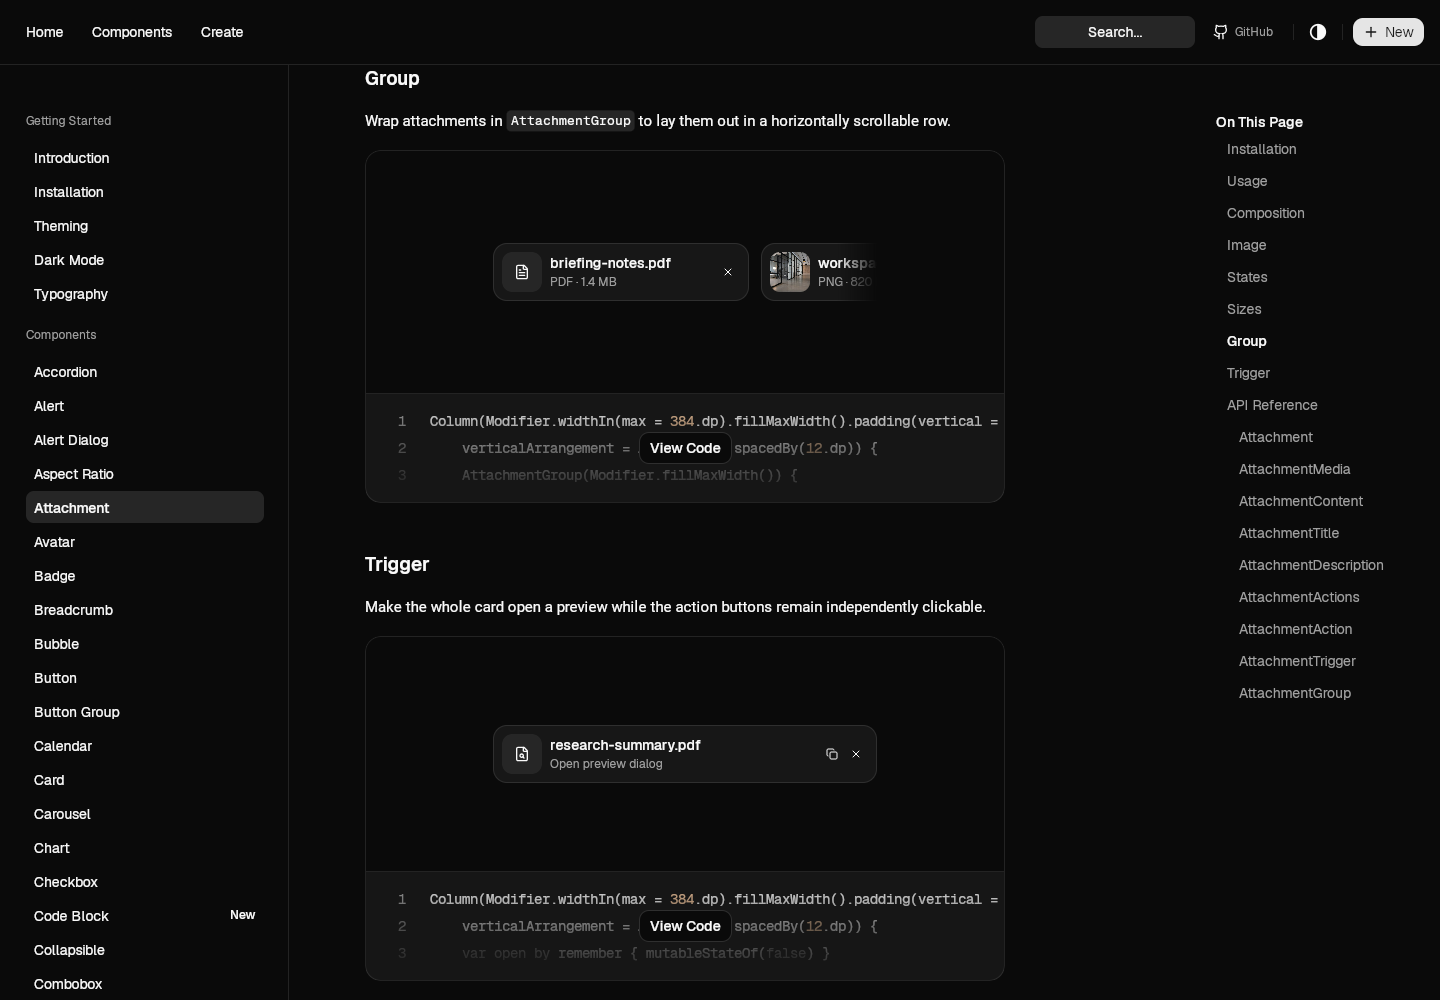 Home
Components
Create
Search...
GitHub
New
Getting Started
Introduction
Installation
Theming
Dark Mode
Typography
Components
Accordion
Alert
Alert Dialog
Aspect Ratio
Attachment
Avatar
Badge
Breadcrumb
Bubble
Button
Button Group
Calendar
Card
Carousel
Chart
Checkbox
Code Block
New
Collapsible
Combobox
Group
Wrap attachments in AttachmentGroup to lay them out in a horizontally scrollable row.
briefing-notes.pdf
PDF · 1.4 MB
workspa
PNG · 820
1 Column(Modifier.widthIn(max = 384.dp).fillMaxWidth().padding(vertical =
2 verticalArrangement = spacedBy(12.dp)) {
View Code
3 AttachmentGroup(Modifier.fillMaxWidth()) {
Trigger
Make the whole card open a preview while the action buttons remain independently clickable.
research-summary.pdf
Open preview dialog
1 Column(Modifier.widthIn(max = 384.dp).fillMaxWidth().padding(vertical =
2 verticalArrangement = spacedBy(12.dp)) {
View Code
3 var open by remember { mutableStateOf(false) }
On This Page
Installation
Usage
Composition
Image
States
Sizes
Group
Trigger
API Reference
Attachment
AttachmentMedia
AttachmentContent
AttachmentTitle
AttachmentDescription
AttachmentActions
AttachmentAction
AttachmentTrigger
AttachmentGroup